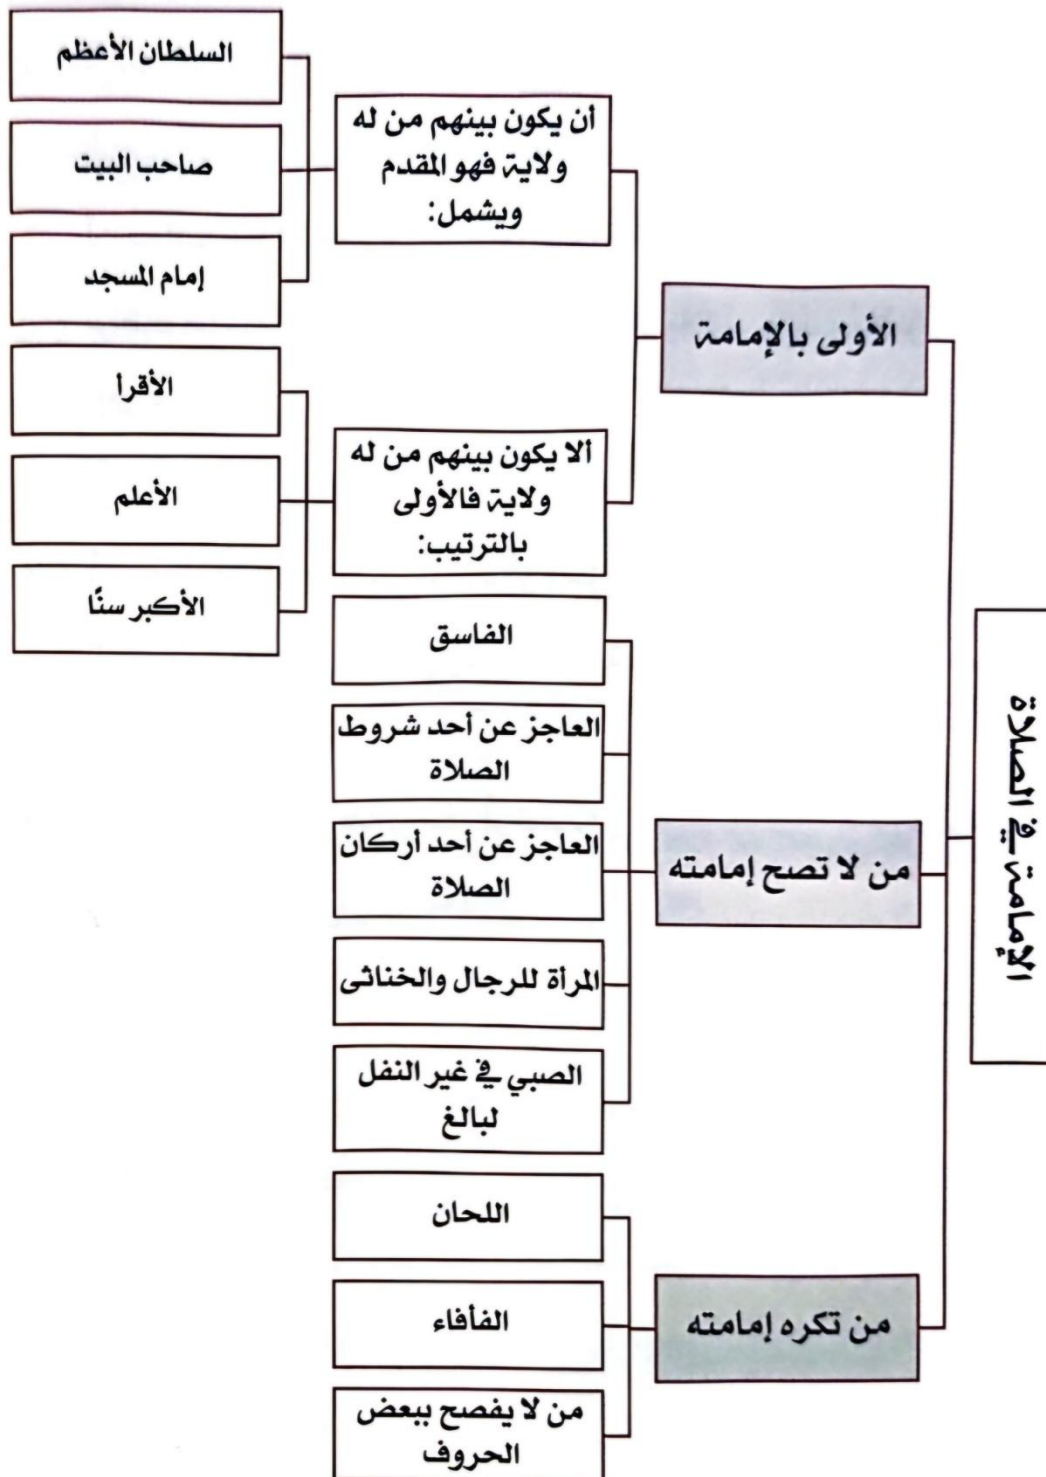 الإمامة في الصلاة
الأولى بالإمامة
أن يكون بينهم من له
ولاية فهو المقدم
ويشمل:
السلطان الأعظم
صاحب البيت
إمام المسجد
ألا يكون بينهم من له
ولاية فالأولى
بالترتيب:
الأقرأ
الأعلم
الأكبر سنًا
من لا تصح إمامته
الفاسق
العاجز عن أحد شروط
الصلاة
العاجز عن أحد أركان
الصلاة
المرأة للرجال والخناثى
الصبي في غير النفل
لبالغ
من تكره إمامته
اللحان
الفأفاء
من لا يفصح ببعض
الحروف